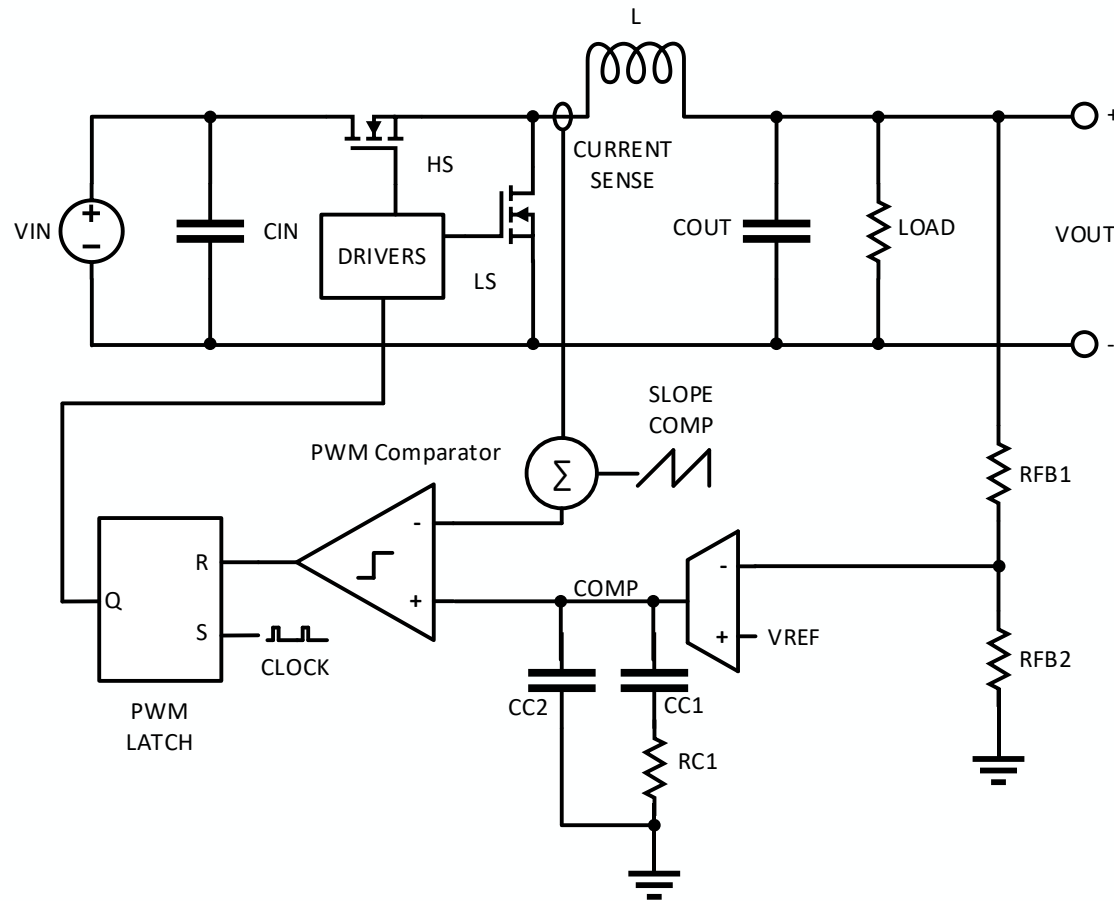 L
+
CURRENT
SENSE
HS
VIN
+
−
CIN
DRIVERS
LS
COUT
LOAD
VOUT
-
SLOPE
COMP
PWM Comparator
Σ
RFB1
-
+
R
Q
S
CLOCK
COMP
-
+
VREF
RFB2
CC2
CC1
PWM
LATCH
RC1